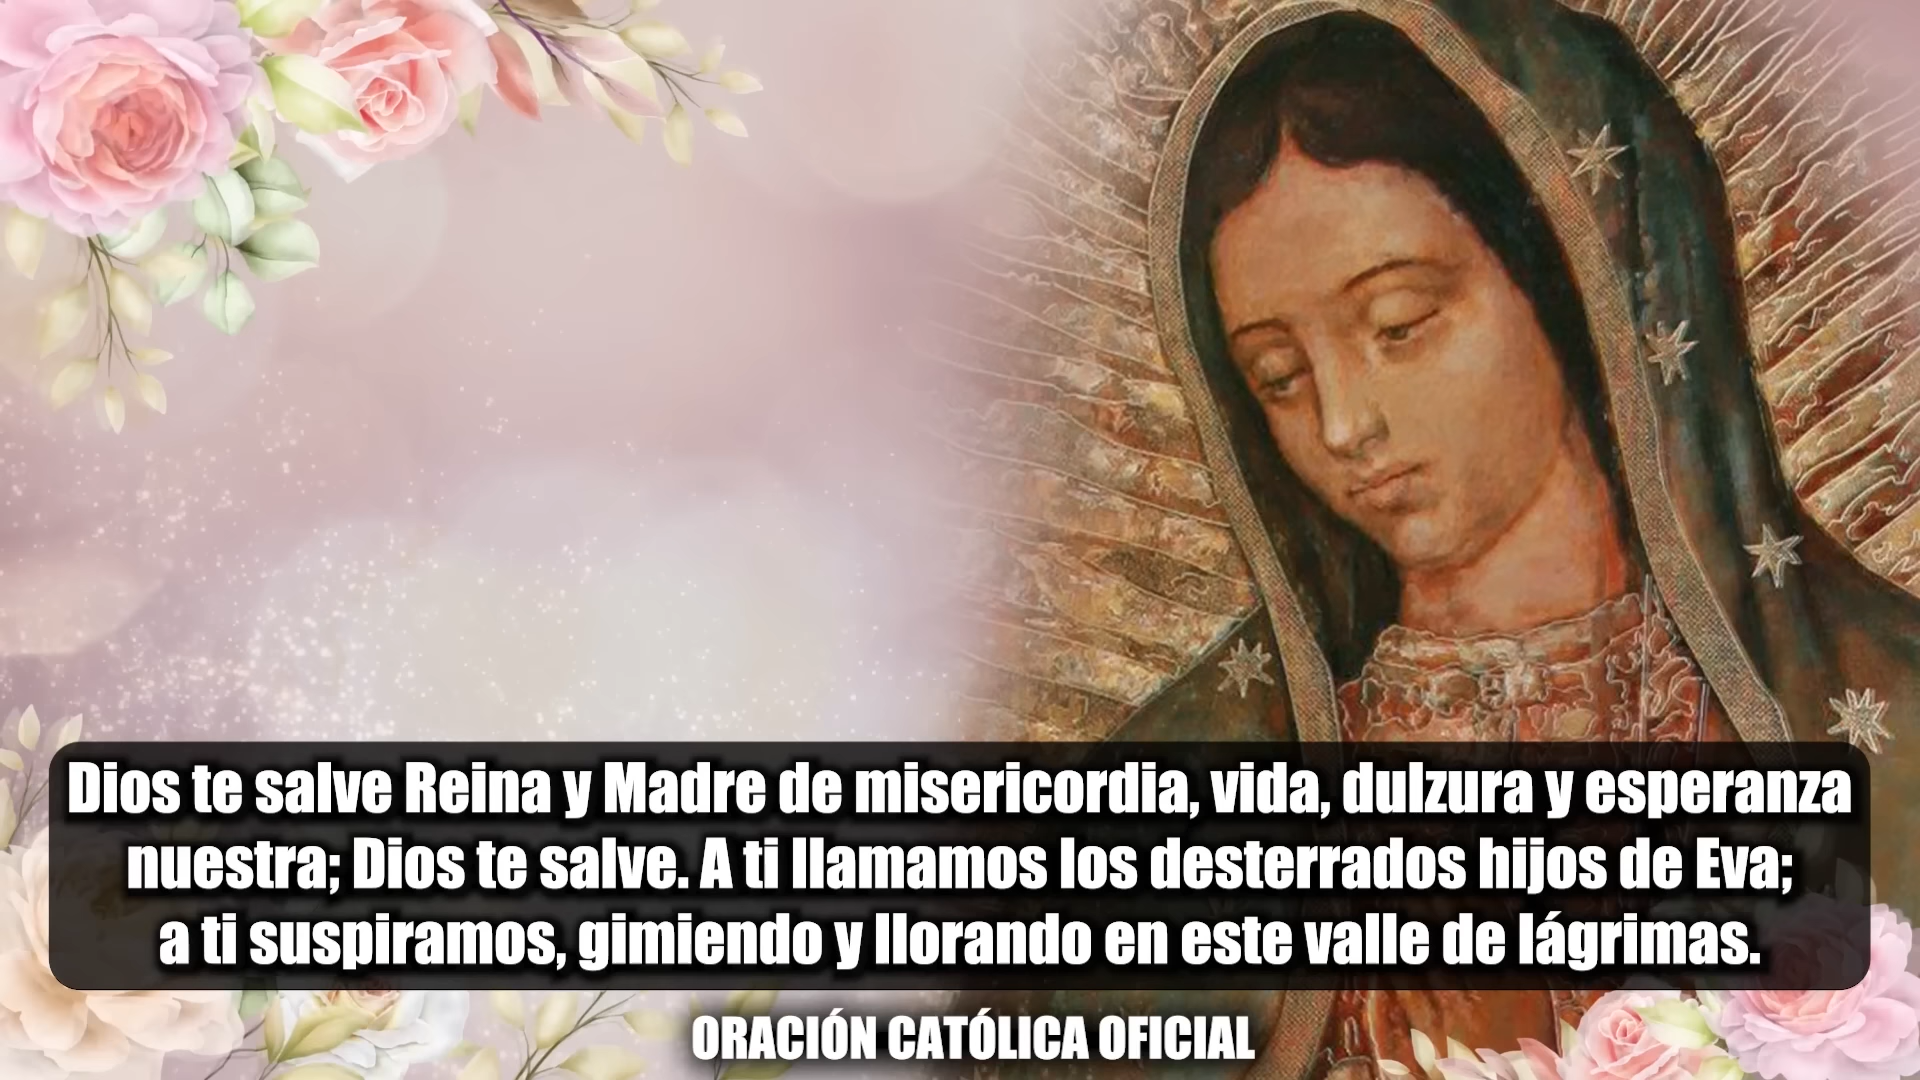 Dios te salve Reina y Madre de misericordia, vida, dulzura y esperanza
nuestra; Dios te salve. A ti llamamos los desterrados hijos de Eva;
a ti suspiramos, gimiendo y llorando en este valle de lágrimas.
ORACIÓN CATÓLICA OFICIAL